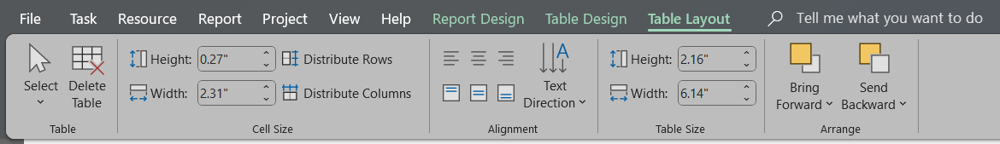 File Task Resource Report Project View Help Report Design Table Design Table Layout Tell me what you want to do
Height: 0.27" Distribute Rows Height: 2.16"
Select Delete Table Width: 2.31" Distribute Columns Text Direction Width: 6.14" Bring Forward Send Backward
Table Cell Size Alignment Table Size Arrange